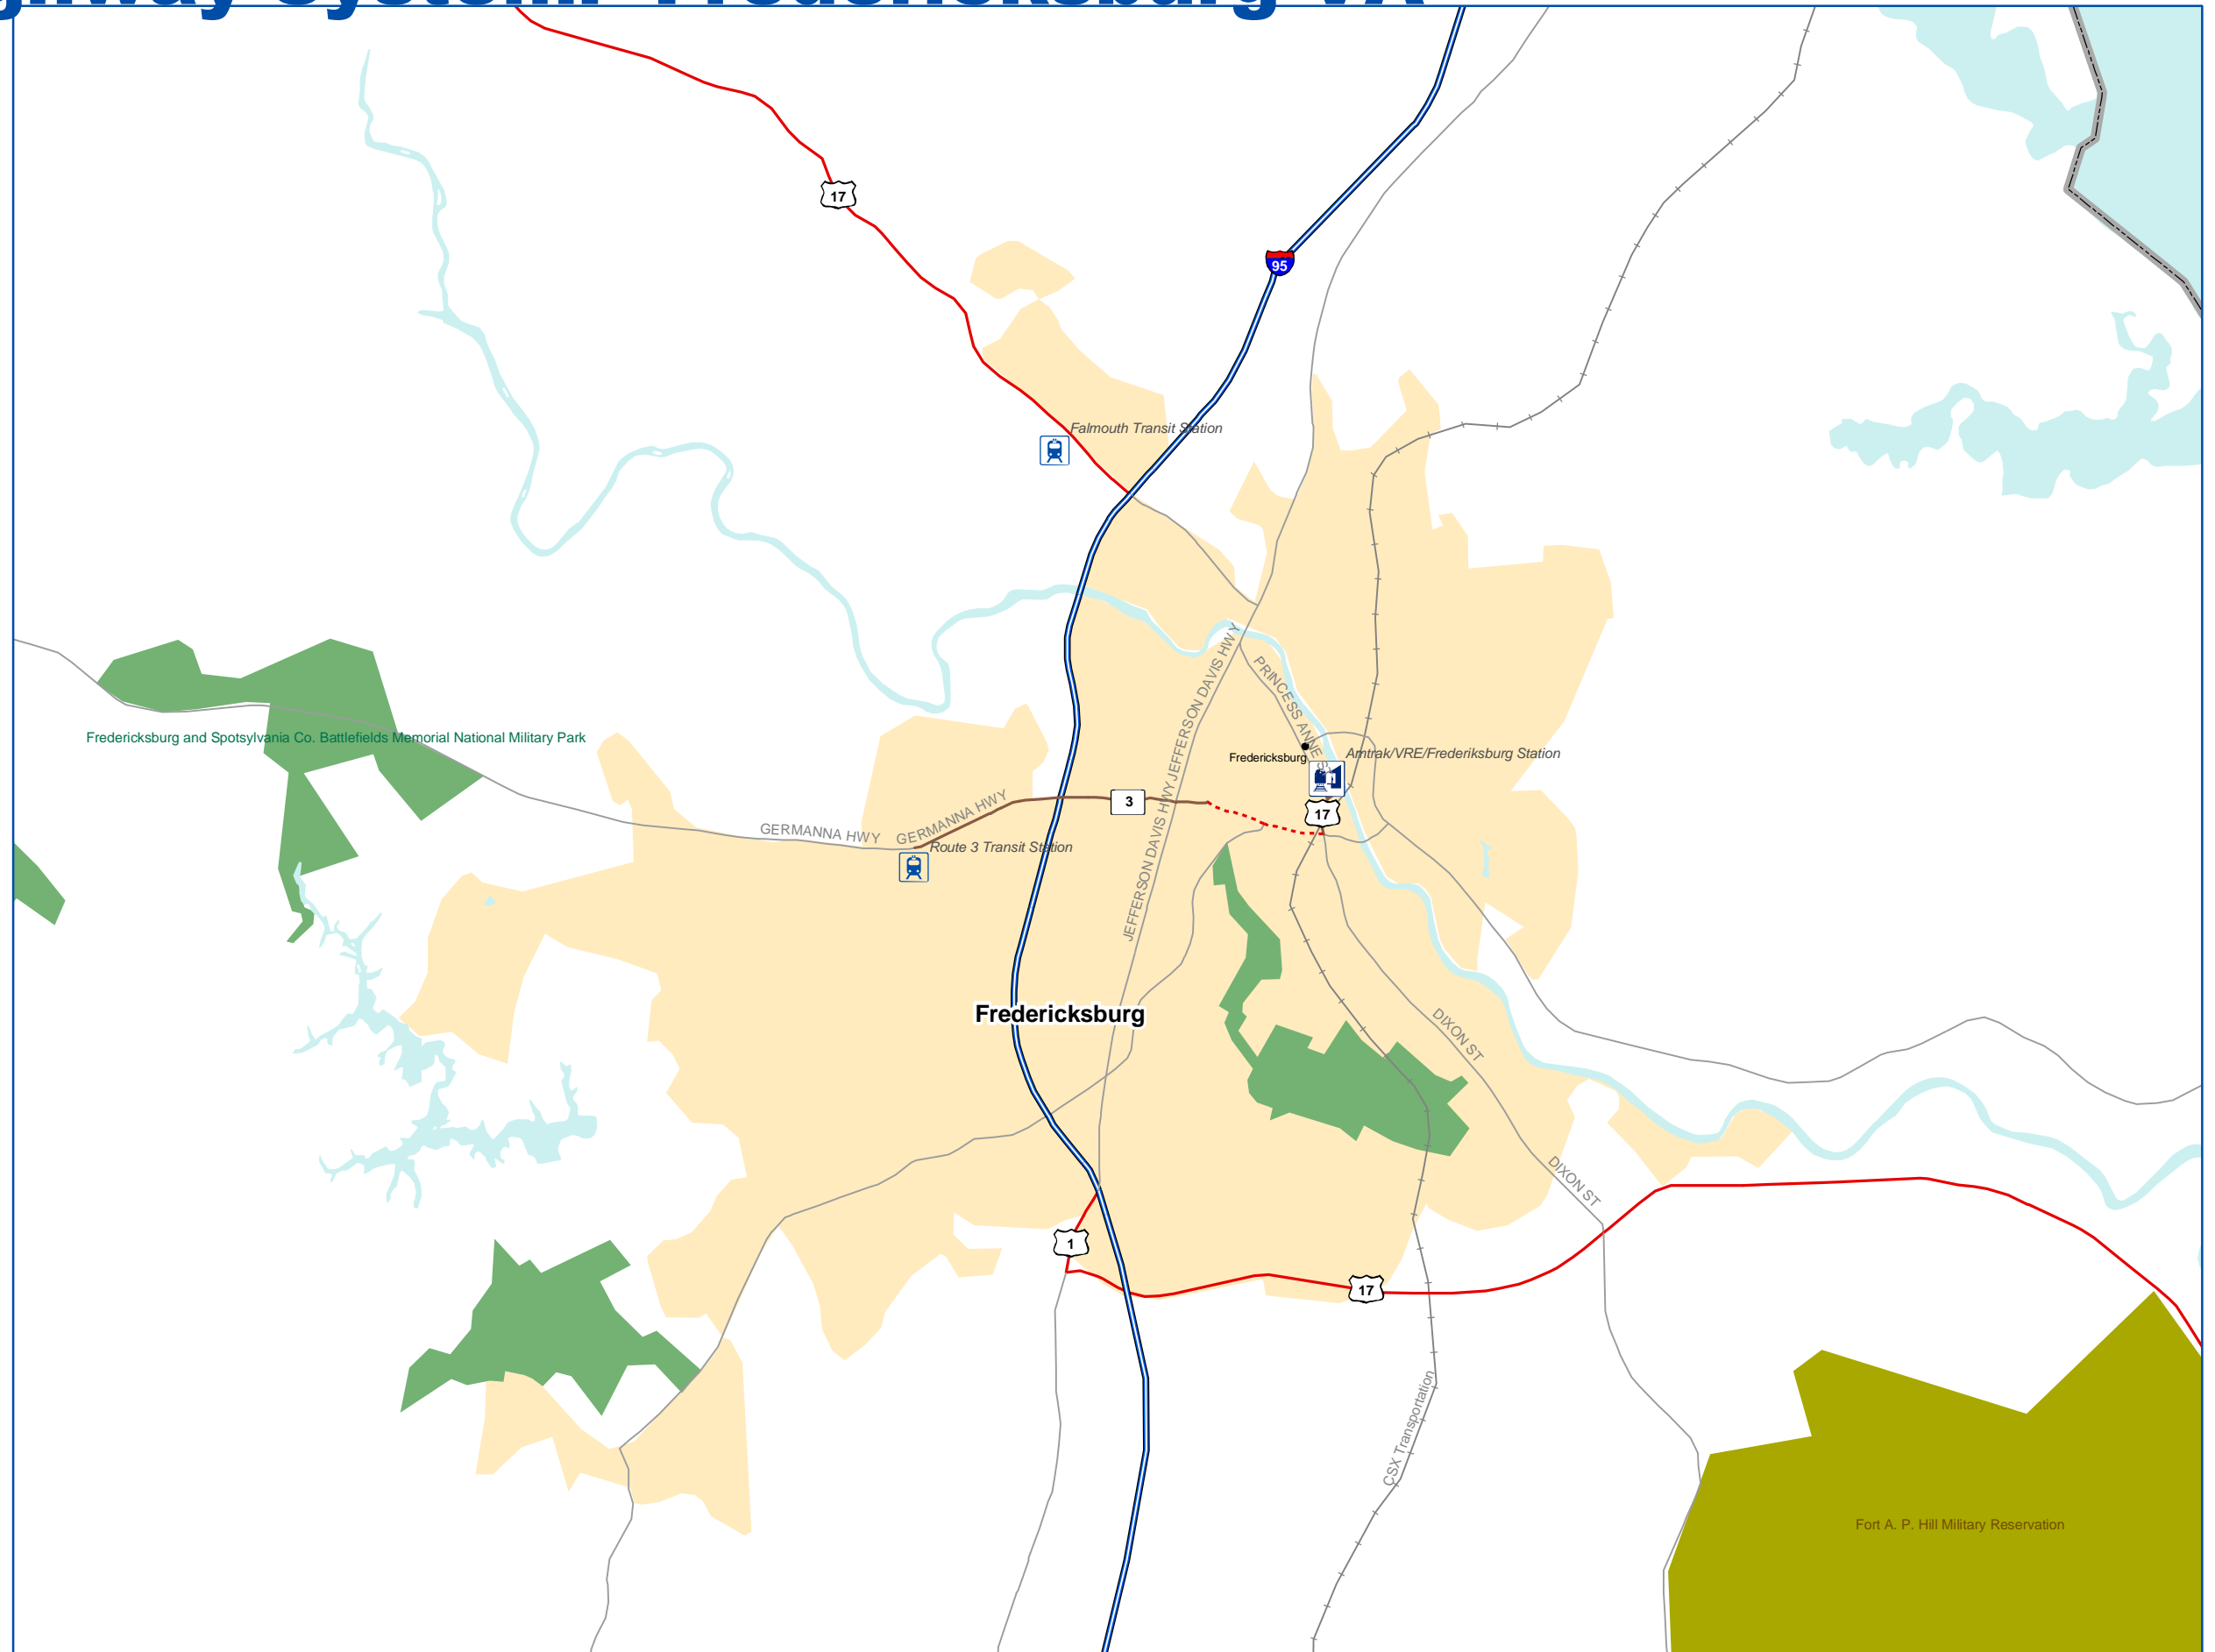 17
95
Falmouth Transit Station
JEFFERSON DAVIS HWY
PRINCESS ANNE
Fredericksburg and Spotsylvania Co. Battlefields Memorial National Military Park
Amtrak/VRE/Frederiksburg Station
Fredericksburg
GERMANNA HWY
GERMANNA HWY
3
17
Route 3 Transit Station
JEFFERSON DAVIS HWY
Fredericksburg
DIXON ST
DIXON ST
1
17
CSX Transportation
Fort A. P. Hill Military Reservation